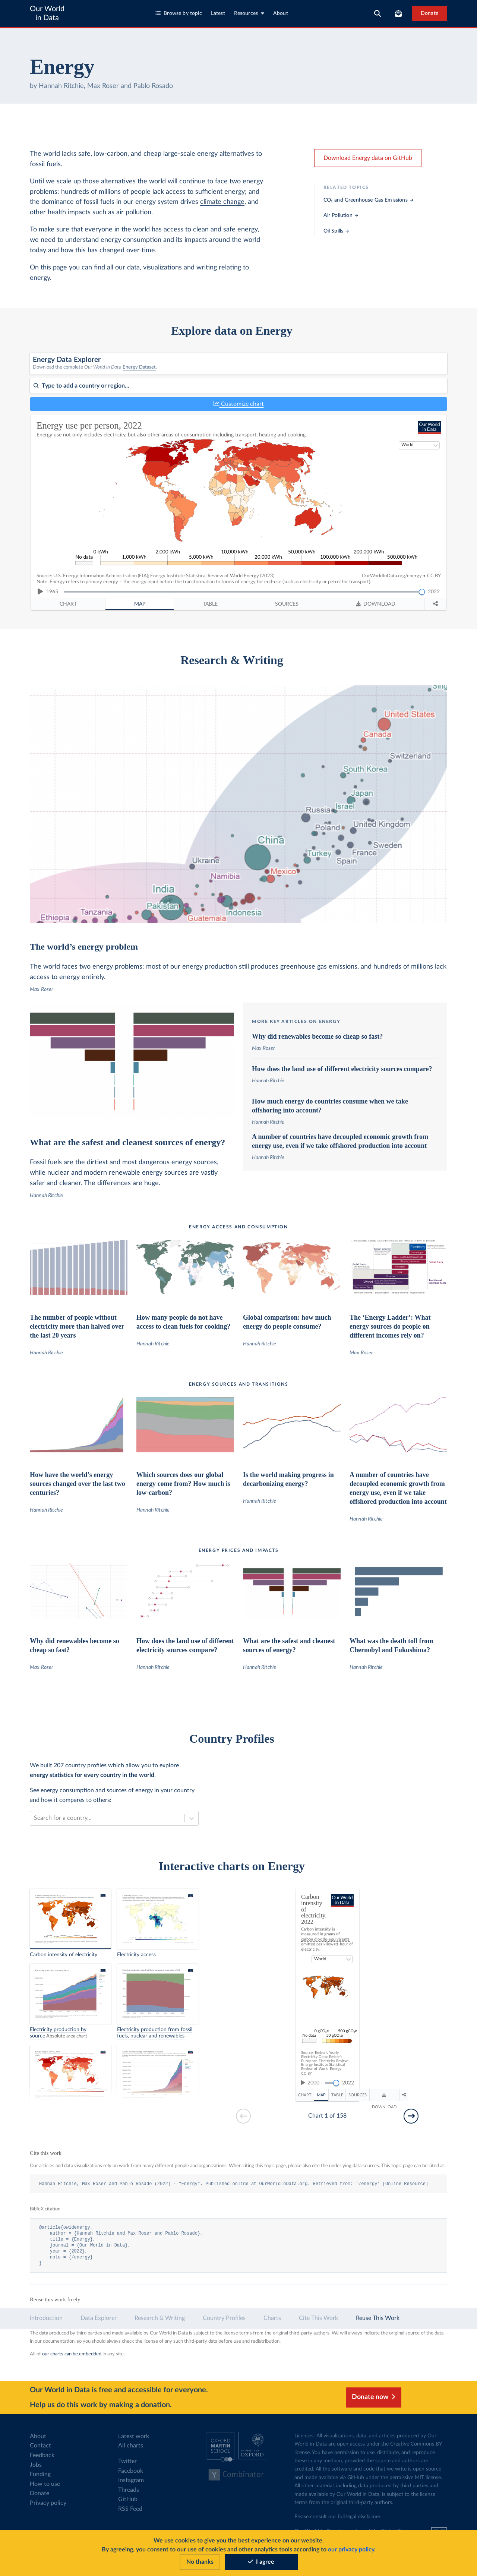 Our World
in Data
Browse by topic
Latest
Resources
About
Donate
Energy
by Hannah Ritchie, Max Roser and Pablo Rosado
The world lacks safe, low-carbon, and cheap large-scale energy alternatives to
fossil fuels.
Until we scale up those alternatives the world will continue to face two energy
problems: hundreds of millions of people lack access to sufficient energy; and
the dominance of fossil fuels in our energy system drives climate change, and
other health impacts such as air pollution.
To make sure that everyone in the world has access to clean and safe energy,
we need to understand energy consumption and its impacts around the world
today and how this has changed over time.
On this page you can find all our data, visualizations and writing relating to
energy.
Download Energy data on GitHub
RELATED TOPICS
CO₂ and Greenhouse Gas Emissions →
Air Pollution →
Oil Spills →
Explore data on Energy
Energy Data Explorer
Download the complete Our World in Data Energy Dataset.
Type to add a country or region...
Customize chart
Energy use per person, 2022
Energy use not only includes electricity, but also other areas of consumption including transport, heating and cooking.
Our World
in Data
World
No data
0 kWh
1,000 kWh
2,000 kWh
5,000 kWh
10,000 kWh
20,000 kWh
50,000 kWh
100,000 kWh
200,000 kWh
500,000 kWh
Source: U.S. Energy Information Administration (EIA); Energy Institute Statistical Review of World Energy (2023)
OurWorldInData.org/energy • CC BY
Note: Energy refers to primary energy – the energy input before the transformation to forms of energy for end-use (such as electricity or petrol for transport).
1965
2022
CHART
MAP
TABLE
SOURCES
DOWNLOAD
Research & Writing
United States
Canada
Switzerland
South Korea
Japan
Israel
Russia
Poland
United Kingdom
China
Sweden
Turkey
France
Spain
Ukraine
Mexico
Namibia
India
Pakistan
Indonesia
Ethiopia
Tanzania
Guatemala
The world's energy problem
The world faces two energy problems: most of our energy production still produces greenhouse gas emissions, and hundreds of millions lack
access to energy entirely.
Max Roser
What are the safest and cleanest sources of energy?
Fossil fuels are the dirtiest and most dangerous energy sources,
while nuclear and modern renewable energy sources are vastly
safer and cleaner. The differences are huge.
Hannah Ritchie
MORE KEY ARTICLES ON ENERGY
Why did renewables become so cheap so fast?
Max Roser
How does the land use of different electricity sources compare?
Hannah Ritchie
How much energy do countries consume when we take
offshoring into account?
Hannah Ritchie
A number of countries have decoupled economic growth from
energy use, even if we take offshored production into account
Hannah Ritchie
ENERGY ACCESS AND CONSUMPTION
The number of people without
electricity more than halved over
the last 20 years
Hannah Ritchie
How many people do not have
access to clean fuels for cooking?
Hannah Ritchie
Global comparison: how much
energy do people consume?
Hannah Ritchie
The 'Energy Ladder': What
energy sources do people on
different incomes rely on?
Max Roser
ENERGY SOURCES AND TRANSITIONS
How have the world's energy
sources changed over the last two
centuries?
Hannah Ritchie
Which sources does our global
energy come from? How much is
low-carbon?
Hannah Ritchie
Is the world making progress in
decarbonizing energy?
Hannah Ritchie
A number of countries have
decoupled economic growth from
energy use, even if we take
offshored production into account
Hannah Ritchie
ENERGY PRICES AND IMPACTS
Why did renewables become so
cheap so fast?
Max Roser
How does the land use of different
electricity sources compare?
Hannah Ritchie
What are the safest and cleanest
sources of energy?
Hannah Ritchie
What was the death toll from
Chernobyl and Fukushima?
Hannah Ritchie
Country Profiles
We built 207 country profiles which allow you to explore
energy statistics for every country in the world.
See energy consumption and sources of energy in your country
and how it compares to others:
Search for a country...
Interactive charts on Energy
Carbon intensity of electricity
Electricity access
Electricity production by
source Absolute area chart
Electricity production from fossil
fuels, nuclear and renewables
Carbon
intensity
of
electricity,
2022
Our World
in Data
Carbon intensity is
measured in grams of
carbon dioxide-equivalents
emitted per kilowatt-hour of
electricity.
World
0 gCO₂e
500 gCO₂e
No data
50 gCO₂e
Source: Ember's Yearly
Electricity Data; Ember's
European Electricity Review;
Energy Institute Statistical
Review of World Energy
CC BY
2000
2022
CHART
MAP
TABLE
SOURCES
DOWNLOAD
Chart 1 of 158
Cite this work
Our articles and data visualizations rely on work from many different people and organizations. When citing this topic page, please also cite the underlying data sources. This topic page can be cited as:
Hannah Ritchie, Max Roser and Pablo Rosado (2022) - "Energy". Published online at OurWorldInData.org. Retrieved from: '/energy' [Online Resource]
BibTeX citation
@article{owidenergy,
author = {Hannah Ritchie and Max Roser and Pablo Rosado},
title = {Energy},
journal = {Our World in Data},
year = {2022},
note = {/energy}
}
Reuse this work freely
Introduction
Data Explorer
Research & Writing
Country Profiles
Charts
Cite This Work
Reuse This Work
The data produced by third parties and made available by Our World in Data is subject to the license terms from the original third-party authors. We will always indicate the original source of the data
in our documentation, so you should always check the license of any such third-party data before use and redistribution.
All of our charts can be embedded in any site.
Our World in Data is free and accessible for everyone.
Help us do this work by making a donation.
Donate now
About
Contact
Feedback
Jobs
Funding
How to use
Donate
Privacy policy
Latest work
All charts
Twitter
Facebook
Instagram
Threads
GitHub
RSS Feed
OXFORD
MARTIN
SCHOOL
UNIVERSITY OF
OXFORD
Y Combinator
Licenses: All visualizations, data, and articles produced by Our
World in Data are open access under the Creative Commons BY
license. You have permission to use, distribute, and reproduce
these in any medium, provided the source and authors are
credited. All the software and code that we write is open source
and made available via GitHub under the permissive MIT license.
All other material, including data produced by third parties and
made available by Our World in Data, is subject to the license
terms from the original third-party authors.
Please consult our full legal disclaimer.
We use cookies to give you the best experience on our website.
By agreeing, you consent to our use of cookies and other analytics tools according to our privacy policy.
No thanks
I agree